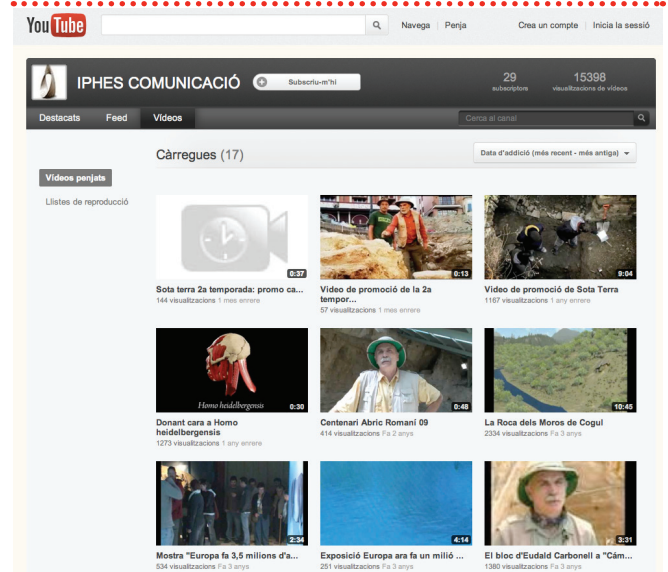 You Tube
Navega Penja Crea un compte Inicia la sessió
IPHES COMUNICACIÓ Subscriu-m'hi
29 15398
subscriptors visualitzacions de vídeos
Destacats Feed Vídeos Cerca al canal
Càrregues (17) Data d'addició (més recent - més antiga)
Vídeos penjats
Llistes de reproducció
0:37 0:13 9:04
Sota terra 2a temporada: promo ca...
144 visualitzacions 1 mes enrere
Video de promoció de la 2a
tempor...
57 visualitzacions 1 mes enrere
Video de promoció de Sota Terra
1167 visualitzacions 1 any enrere
Homo heidelbergensis 0:30
0:48
10:45
Donant cara a Homo
heidelbergensis
1273 visualitzacions 1 any enrere
Centenari Abric Romaní 09
414 visualitzacions Fa 2 anys
La Roca dels Moros de Cogul
2334 visualitzacions Fa 3 anys
2:34 4:14 3:31
Mostra "Europa fa 3,5 milions d'a...
534 visualitzacions Fa 3 anys
Exposició Europa ara fa un milió ...
251 visualitzacions Fa 3 anys
El bloc d'Eudald Carbonell a "Cám...
1380 visualitzacions Fa 3 anys